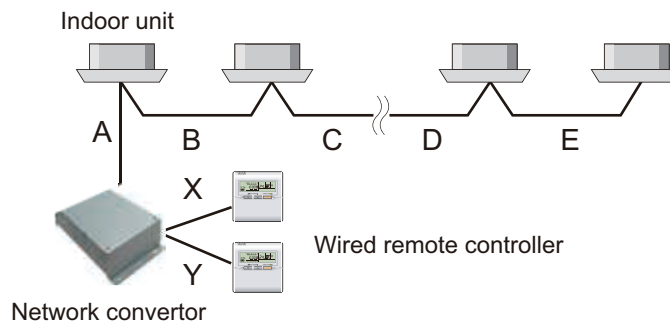 Indoor unit
A
B
C
D
E
X
Y
Wired remote controller
Network convertor